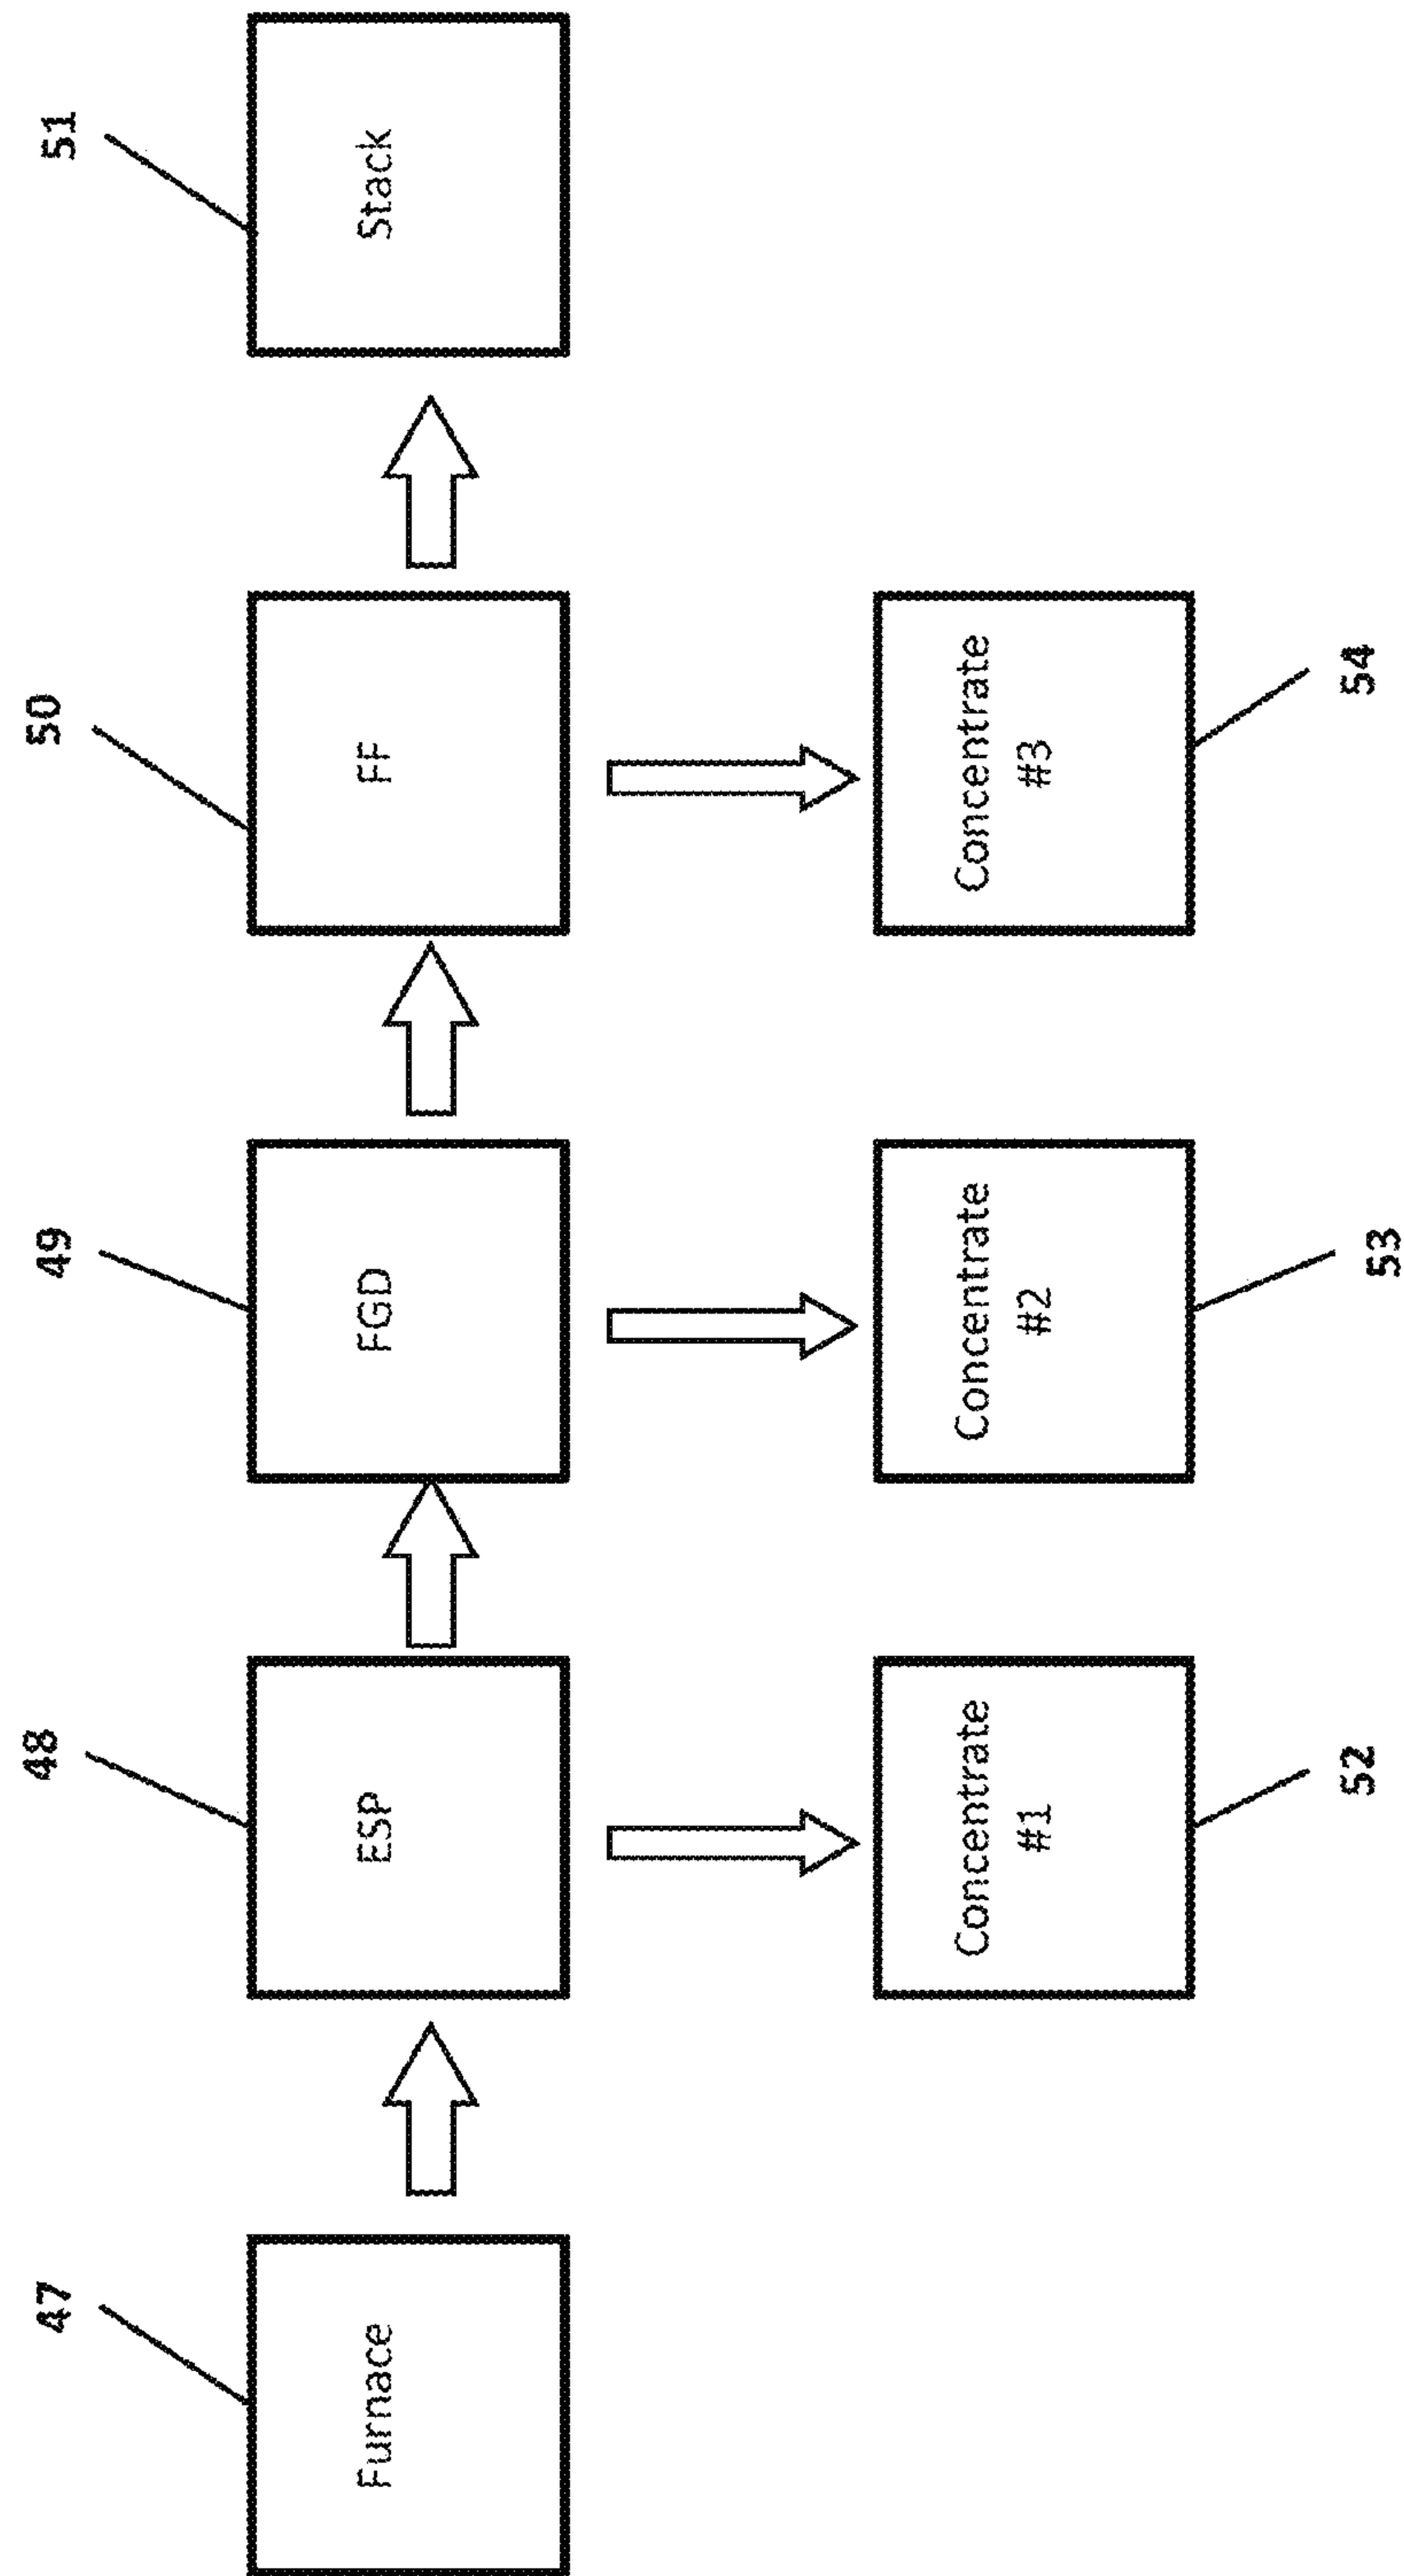 47
48
49
50
51
Furnace
ESP
FGD
FF
Stack
Concentrate
#1
Concentrate
#2
Concentrate
#3
52
53
54